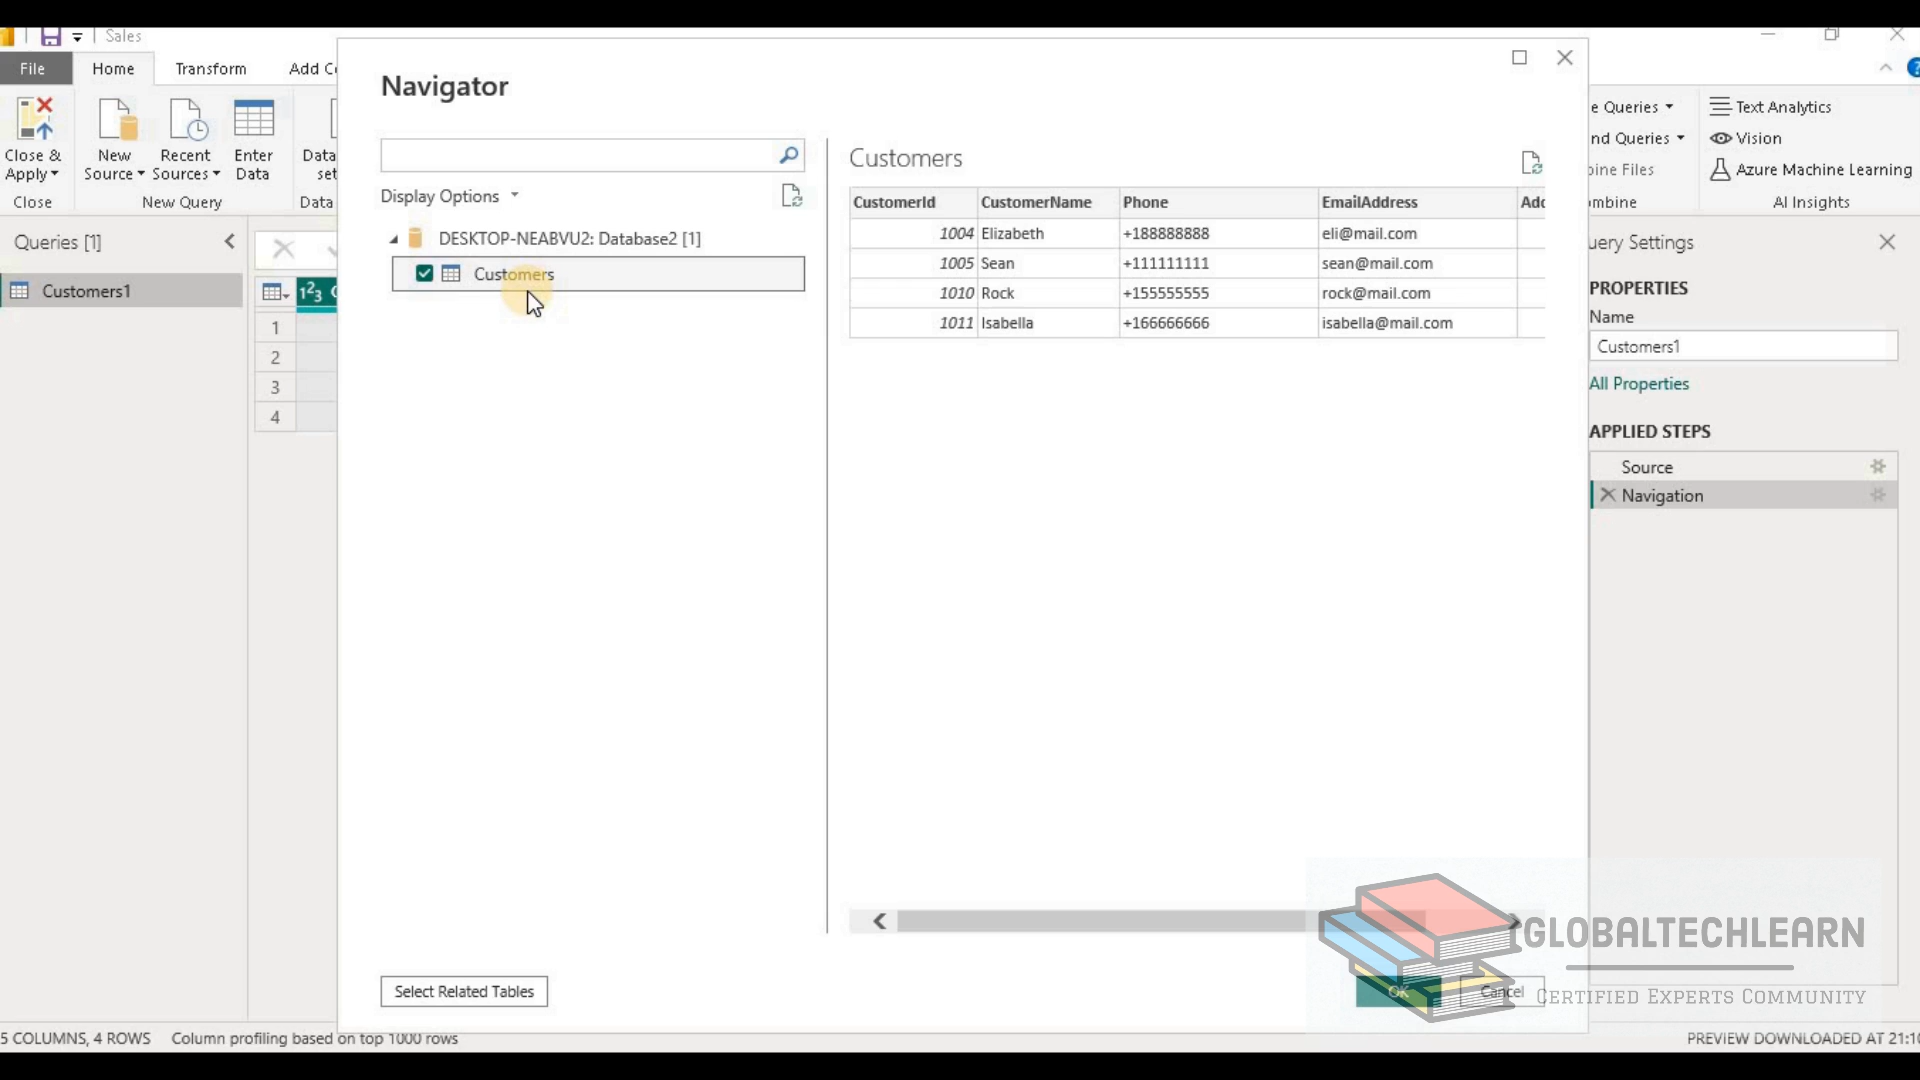 Sales
File Home Transform Add C
Close & Apply
New Source
Recent Sources
Enter Data
Data
set
Close
New Query
Data
e Queries
nd Queries
bine Files
mbine
Text Analytics
Vision
Azure Machine Learning
AI Insights
Queries [1]
Customers1
1²3
1
2
3
4
Navigator
Display Options
DESKTOP-NEABVU2: Database2 [1]
Customers
Select Related Tables
Customers
CustomerId CustomerName Phone EmailAddress Adc
1004 Elizabeth +188888888 eli@mail.com
1005 Sean +111111111 sean@mail.com
1010 Rock +155555555 rock@mail.com
1011 Isabella +166666666 isabella@mail.com
OK Cancel
uery Settings
PROPERTIES
Name
Customers1
All Properties
APPLIED STEPS
Source
Navigation
GLOBALTECHLEARN
CERTIFIED EXPERTS COMMUNITY
5 COLUMNS, 4 ROWS Column profiling based on top 1000 rows
PREVIEW DOWNLOADED AT 21:1